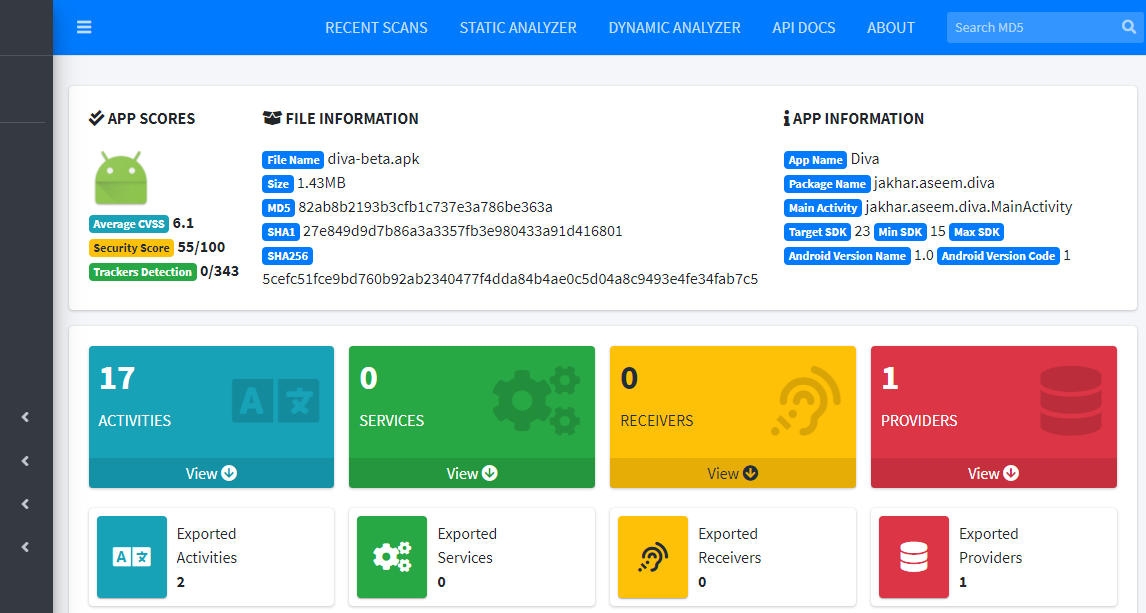 RECENT SCANS STATIC ANALYZER DYNAMIC ANALYZER API DOCS ABOUT Search MD5
APP SCORES
Average CVSS 6.1
Security Score 55/100
Trackers Detection 0/343
FILE INFORMATION
File Name diva-beta.apk
Size 1.43MB
MD5 82ab8b2193b3cfb1c737e3a786be363a
SHA1 27e849d9d7b86a3a3357fb3e980433a91d416801
SHA256
5cefc51fce9bd760b92ab2340477f4dda84b4ae0c5d04a8c9493e4fe34fab7c5
APP INFORMATION
App Name Diva
Package Name jakhar.aseem.diva
Main Activity jakhar.aseem.diva.MainActivity
Target SDK 23 Min SDK 15 Max SDK
Android Version Name 1.0 Android Version Code 1
17
ACTIVITIES
View
0
SERVICES
View
0
RECEIVERS
View
1
PROVIDERS
View
Exported
Activities
2
Exported
Services
0
Exported
Receivers
0
Exported
Providers
1